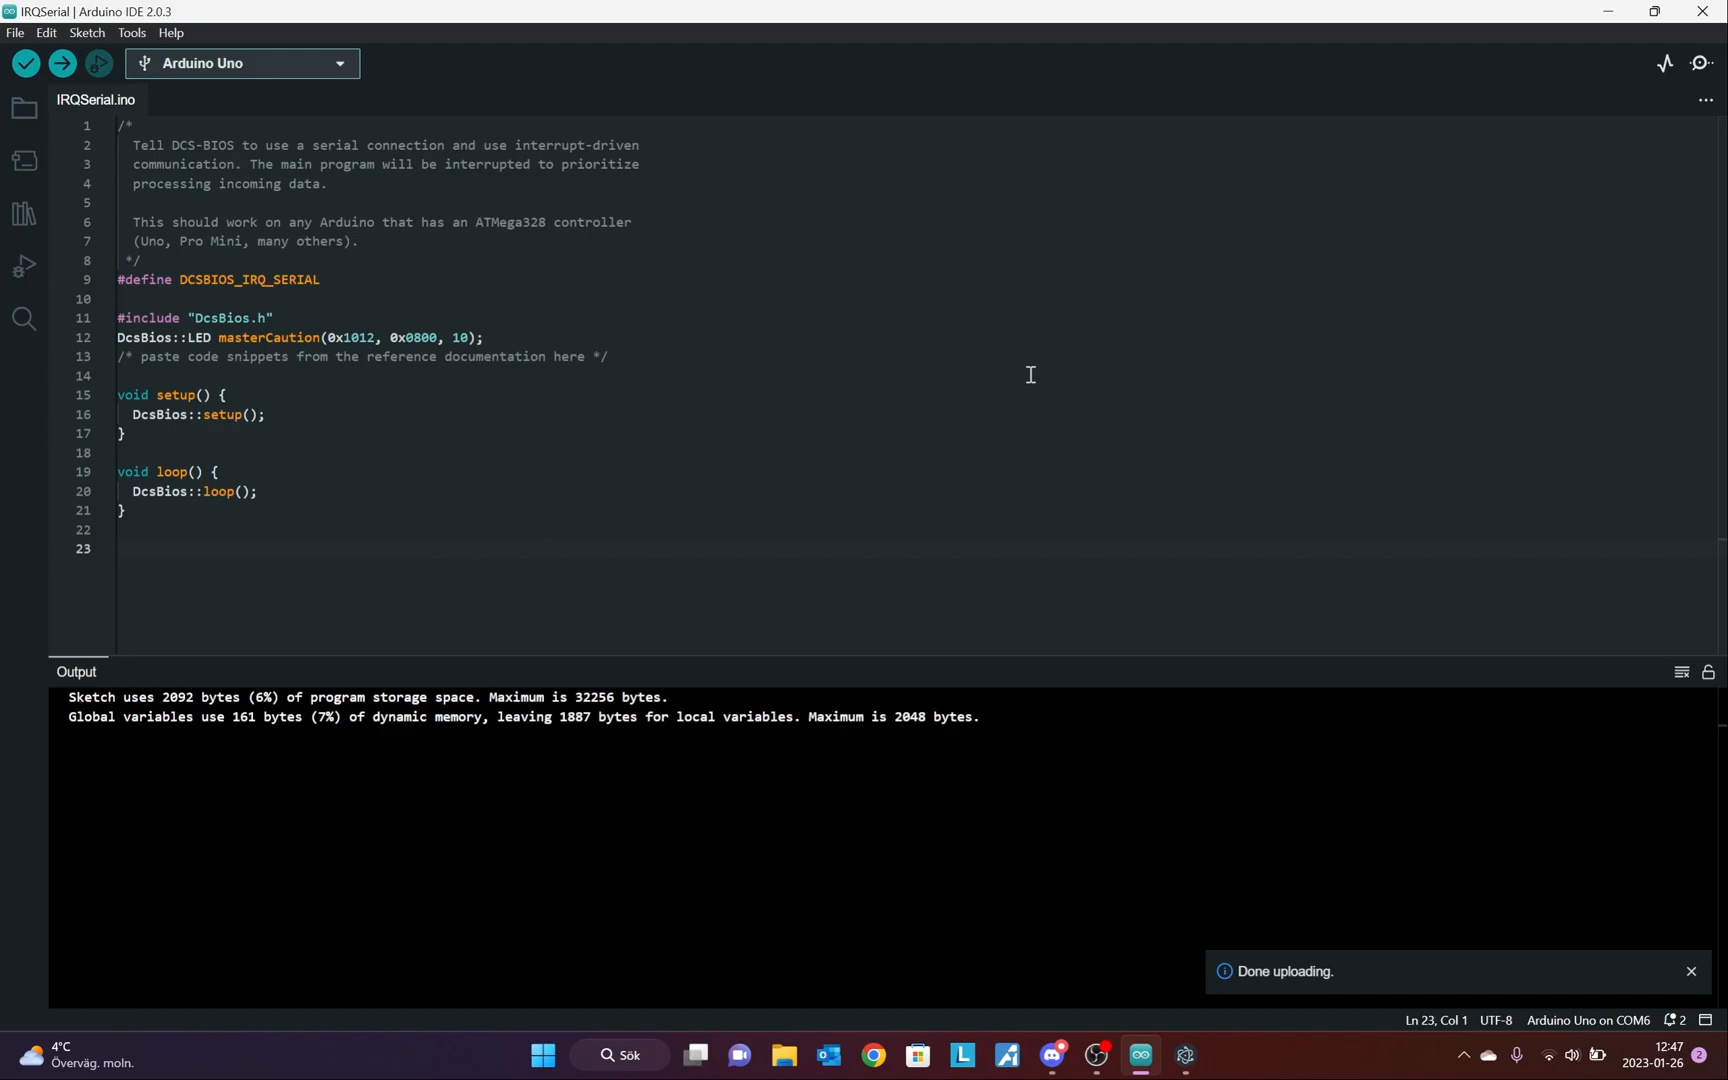 IRQSerial | Arduino IDE 2.0.3
File Edit Sketch Tools Help
Arduino Uno
IRQSerial.ino
1 /*
2 Tell DCS-BIOS to use a serial connection and use interrupt-driven
3 communication. The main program will be interrupted to prioritize
4 processing incoming data.
5
6 This should work on any Arduino that has an ATMega328 controller
7 (Uno, Pro Mini, many others).
8 */
9 #define DCSBIOS_IRQ_SERIAL
10
11 #include "DcsBios.h"
12 DcsBios::LED masterCaution(0x1012, 0x0800, 10);
13 /* paste code snippets from the reference documentation here */
14
15 void setup() {
16 DcsBios::setup();
17 }
18
19 void loop() {
20 DcsBios::loop();
21 }
22
23
Output
Sketch uses 2092 bytes (6%) of program storage space. Maximum is 32256 bytes.
Global variables use 161 bytes (7%) of dynamic memory, leaving 1887 bytes for local variables. Maximum is 2048 bytes.
Done uploading.
Ln 23, Col 1 UTF-8 Arduino Uno on COM6 2
4°C
Överväg. moln.
Sök
12:47
2023-01-26
2